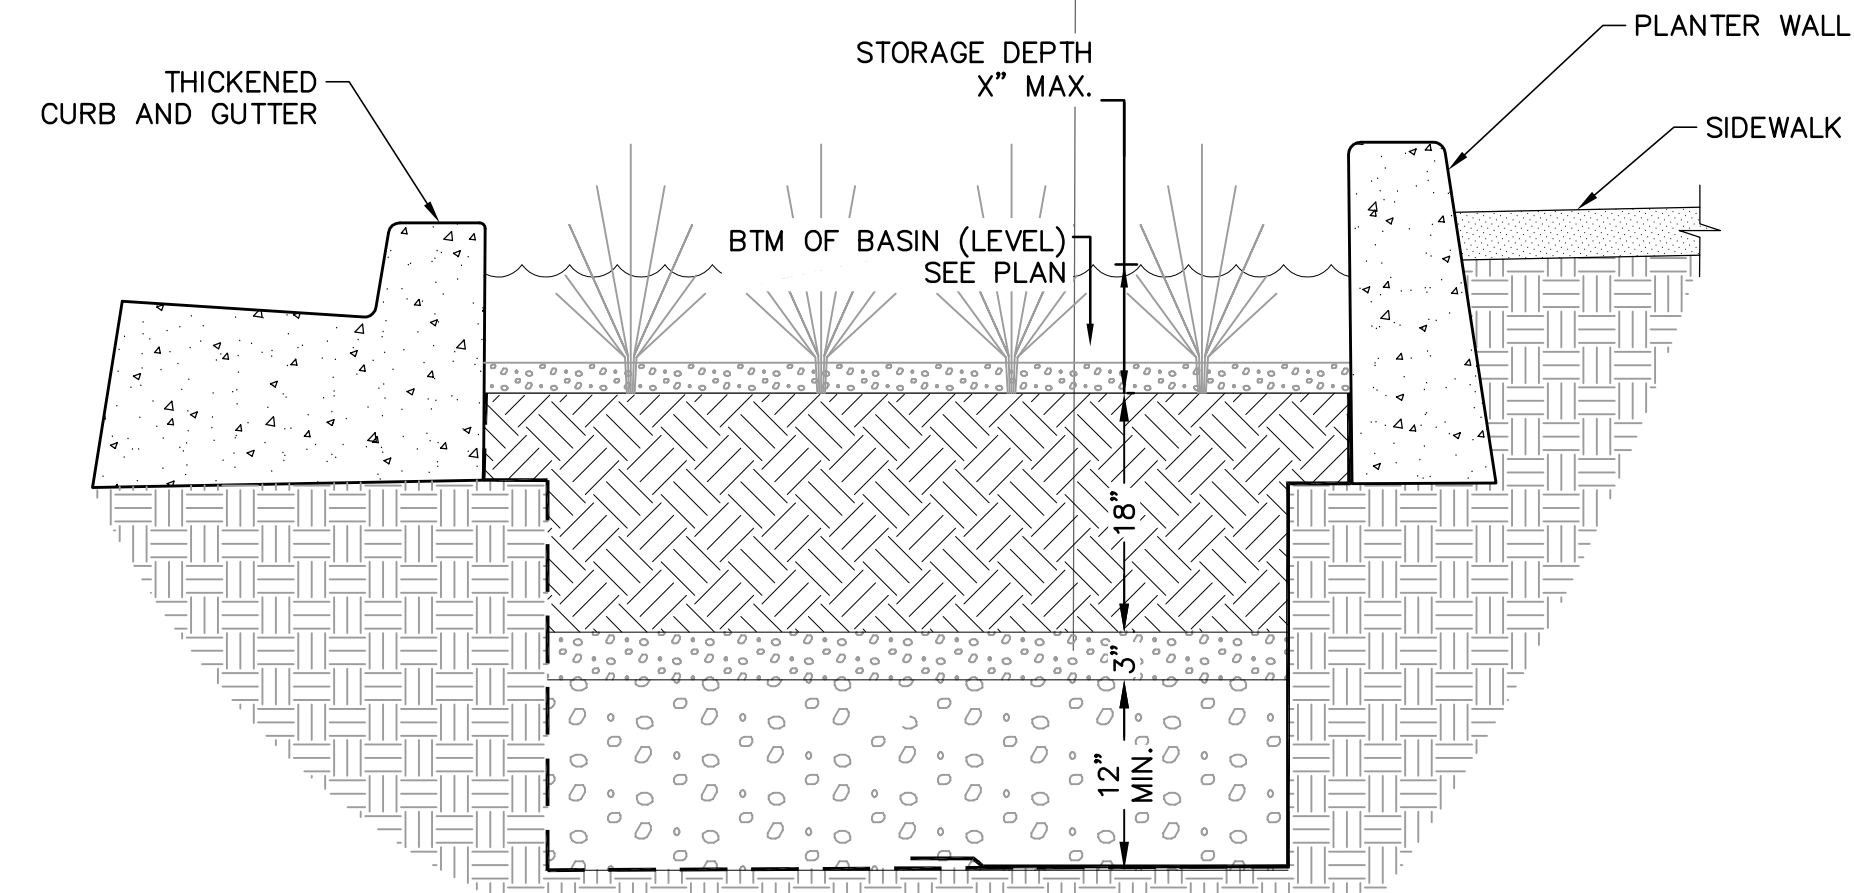 PLANTER WALL
STORAGE DEPTH
X” MAX.
THICKENED
CURB AND GUTTER
SIDEWALK
BTM OF BASIN (LEVEL)
SEE PLAN
18”
3”
12”
MIN.